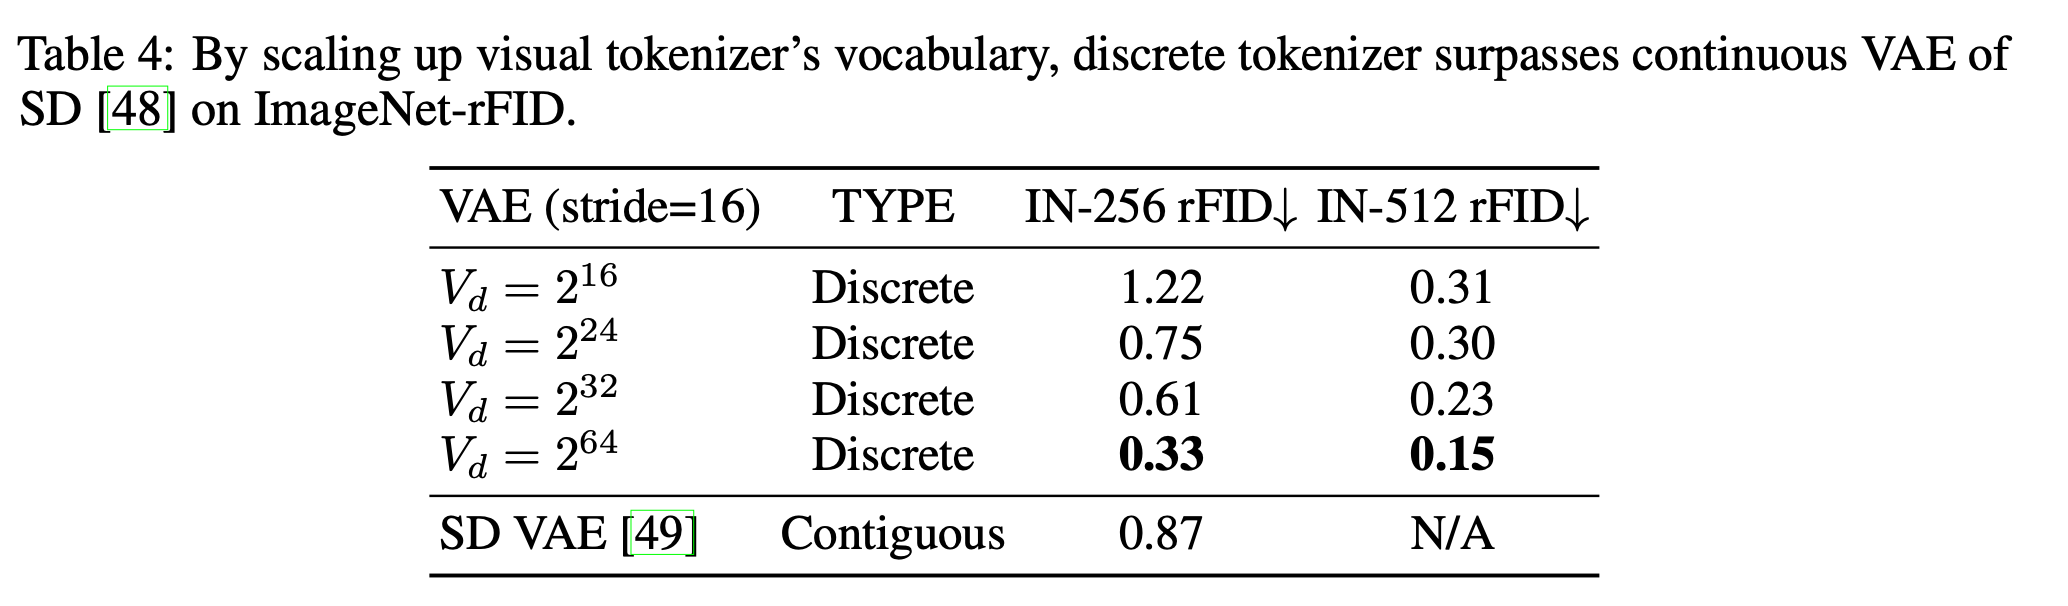 Table 4: By scaling up visual tokenizer's vocabulary, discrete tokenizer surpasses continuous VAE of
SD [48] on ImageNet-rFID.
VAE (stride=16) TYPE IN-256 rFID↓ IN-512 rFID↓
V_d = 2^16 Discrete 1.22 0.31
V_d = 2^24 Discrete 0.75 0.30
V_d = 2^32 Discrete 0.61 0.23
V_d = 2^64 Discrete 0.33 0.15
SD VAE [49] Contiguous 0.87 N/A